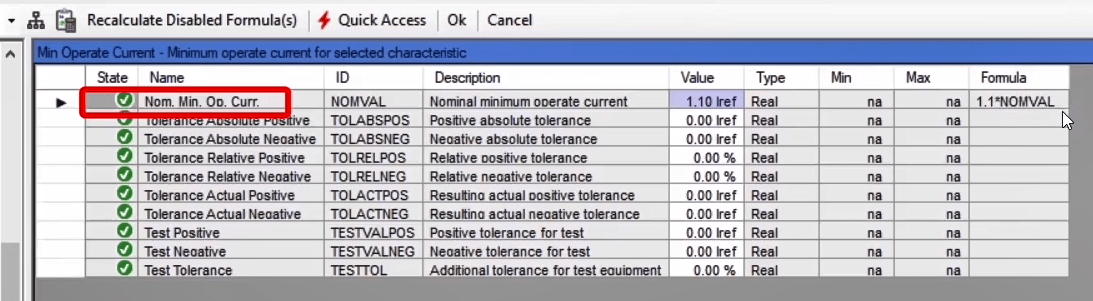 Recalculate Disabled Formula(s) Quick Access Ok Cancel
Min Operate Current - Minimum operate current for selected characteristic
State Name ID Description Value Type Min Max Formula
Nom. Min. Op. Curr. NOMVAL Nominal minimum operate current 1.10 Iref Real na na 1.1*NOMVAL
Tolerance Absolute Positive TOLABSPOS Positive absolute tolerance 0.00 Iref Real na na
Tolerance Absolute Negative TOLABSNEG Negative absolute tolerance 0.00 Iref Real na na
Tolerance Relative Positive TOLRELPOS Relative positive tolerance 0.00 % Real na na
Tolerance Relative Negative TOLRELNEG Relative negative tolerance 0.00 % Real na na
Tolerance Actual Positive TOLACTPOS Resulting actual positive tolerance 0.00 Iref Real na na
Tolerance Actual Negative TOLACTNEG Resulting actual negative tolerance 0.00 Iref Real na na
Test Positive TESTVALPOS Positive tolerance for test 0.00 Iref Real na na
Test Negative TESTVALNEG Negative tolerance for test 0.00 Iref Real na na
Test Tolerance TESTTOL Additional tolerance for test equipment 0.00 % Real na na